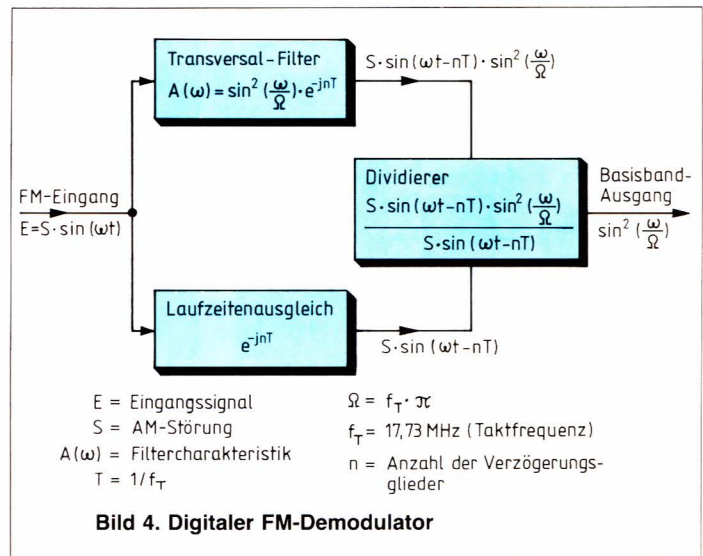 Transversal-Filter
A(ω) = sin² (ω/Ω)·e^-jnT
S·sin(ωt-nT)·sin² (ω/Ω)
FM-Eingang
E=S·sin(ωt)
Dividierer
S·sin(ωt-nT)·sin² (ω/Ω)
S·sin(ωt-nT)
Basisband-
Ausgang
sin² (ω/Ω)
Laufzeitenausgleich
e^-jnT
S·sin(ωt-nT)
E = Eingangssignal
S = AM-Störung
A(ω) = Filtercharakteristik
T = 1/f_T
Ω = f_T · π
f_T = 17,73 MHz (Taktfrequenz)
n = Anzahl der Verzögerungs-
glieder
Bild 4. Digitaler FM-Demodulator